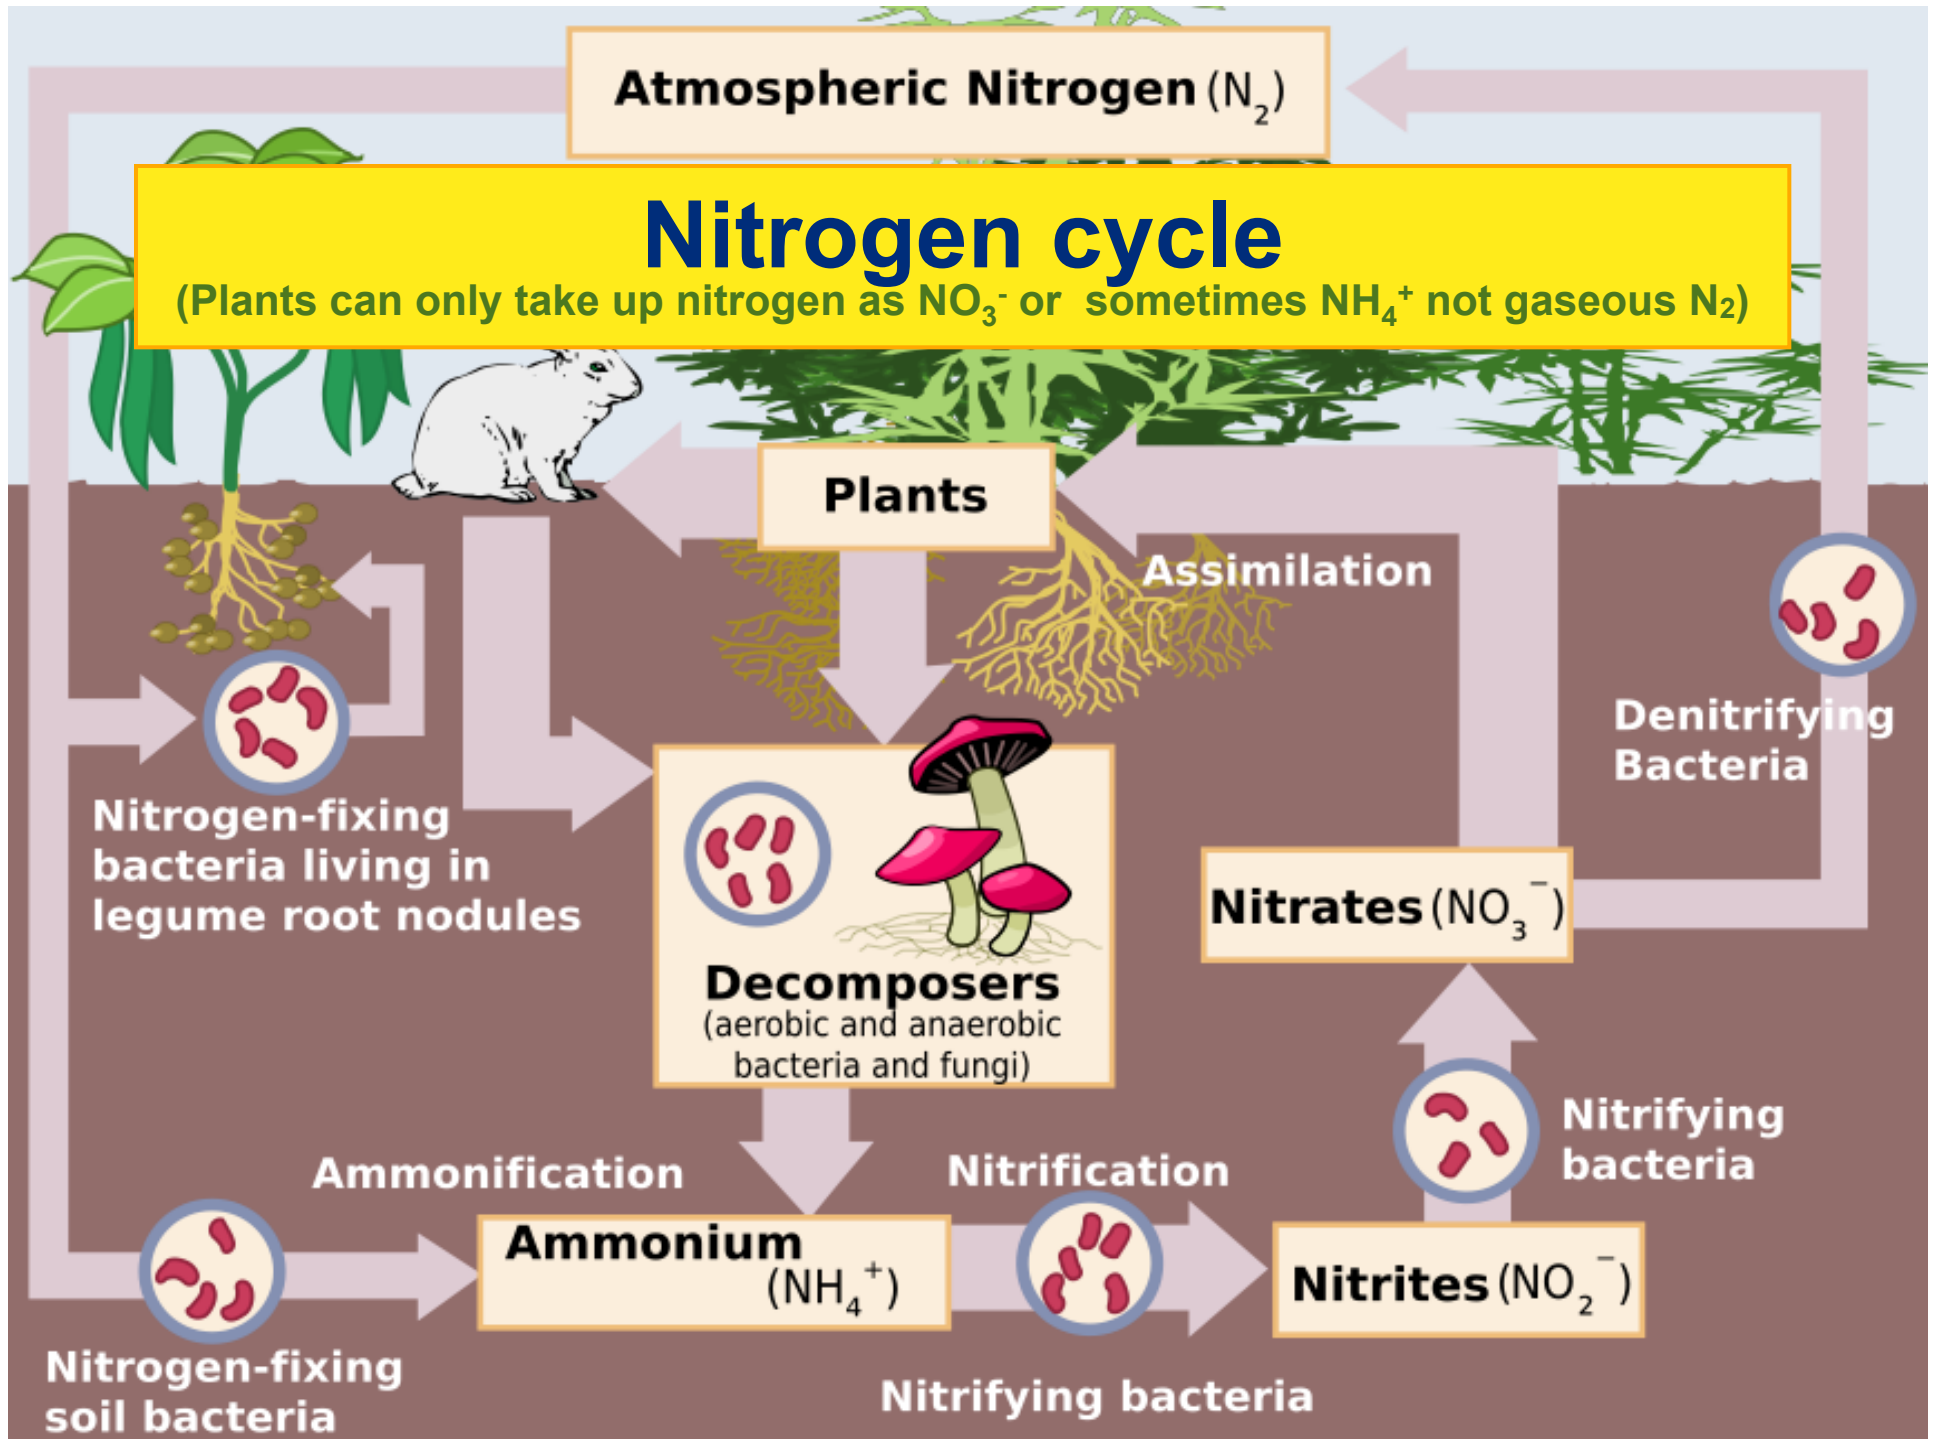 Atmospheric Nitrogen (N₂)
Nitrogen cycle
(Plants can only take up nitrogen as NO₃⁻ or sometimes NH₄⁺ not gaseous N₂)
Plants
Assimilation
Denitrifying
Bacteria
Nitrogen-fixing
bacteria living in
legume root nodules
Decomposers
(aerobic and anaerobic
bacteria and fungi)
Nitrates (NO₃⁻)
Nitrifying
bacteria
Ammonification
Nitrification
Ammonium
(NH₄⁺)
Nitrites (NO₂⁻)
Nitrogen-fixing
soil bacteria
Nitrifying bacteria